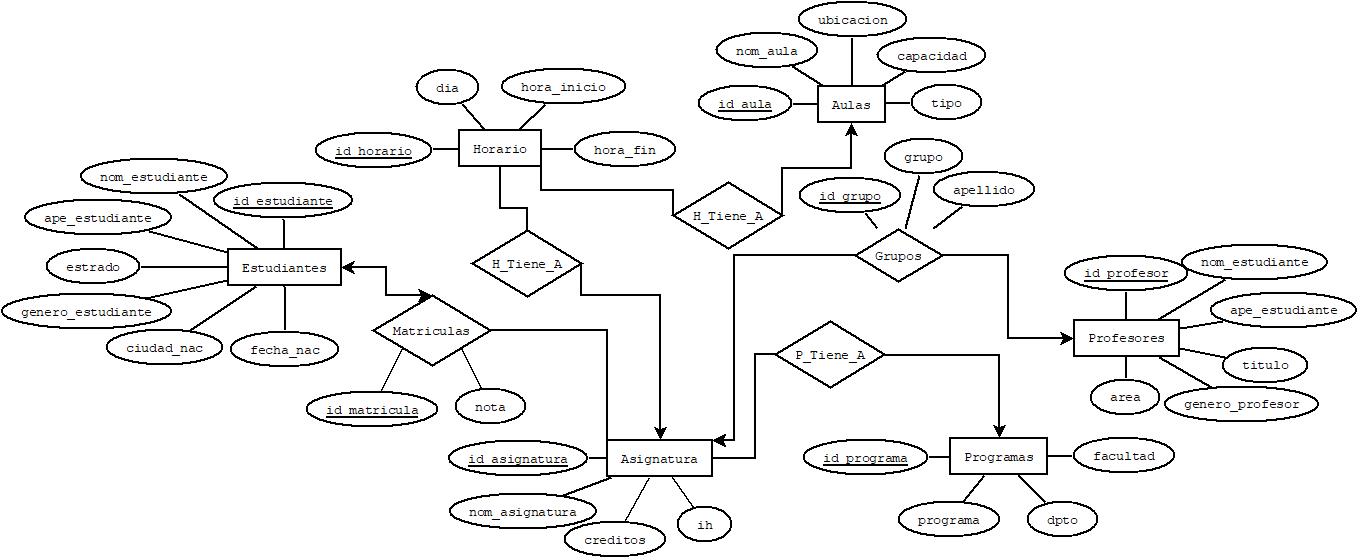 ubicacion
nom_aula
capacidad
id_aula
Aulas
tipo
dia
hora_inicio
id_horario
Horario
hora_fin
grupo
id_grupo
apellido
H_Tiene_A
Grupos
nom_estudiante
id_estudiante
ape_estudiante
estrado
Estudiantes
genero_estudiante
ciudad_nac
fecha_nac
H_Tiene_A
Matriculas
id_matricula
nota
id_profesor
nom_estudiante
ape_estudiante
Profesores
titulo
area
genero_profesor
P_Tiene_A
id_asignatura
Asignatura
nom_asignatura
creditos
ih
id_programa
Programas
facultad
programa
dpto